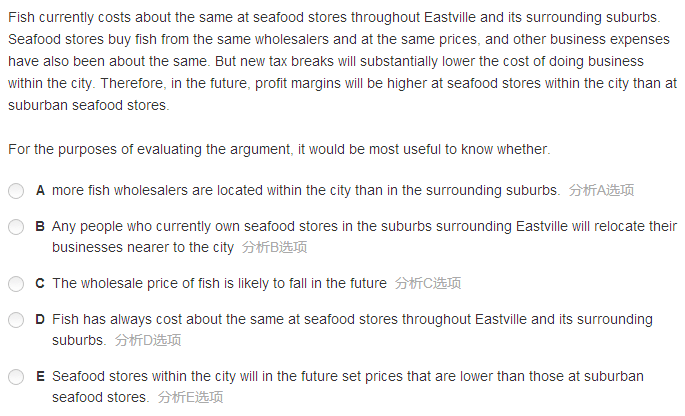 Fish currently costs about the same at seafood stores throughout Eastville and its surrounding suburbs.
Seafood stores buy fish from the same wholesalers and at the same prices, and other business expenses
have also been about the same. But new tax breaks will substantially lower the cost of doing business
within the city. Therefore, in the future, profit margins will be higher at seafood stores within the city than at
suburban seafood stores.
For the purposes of evaluating the argument, it would be most useful to know whether.
A more fish wholesalers are located within the city than in the surrounding suburbs. 分析A选项
B Any people who currently own seafood stores in the suburbs surrounding Eastville will relocate their
businesses nearer to the city 分析B选项
C The wholesale price of fish is likely to fall in the future 分析C选项
D Fish has always cost about the same at seafood stores throughout Eastville and its surrounding
suburbs. 分析D选项
E Seafood stores within the city will in the future set prices that are lower than those at suburban
seafood stores. 分析E选项